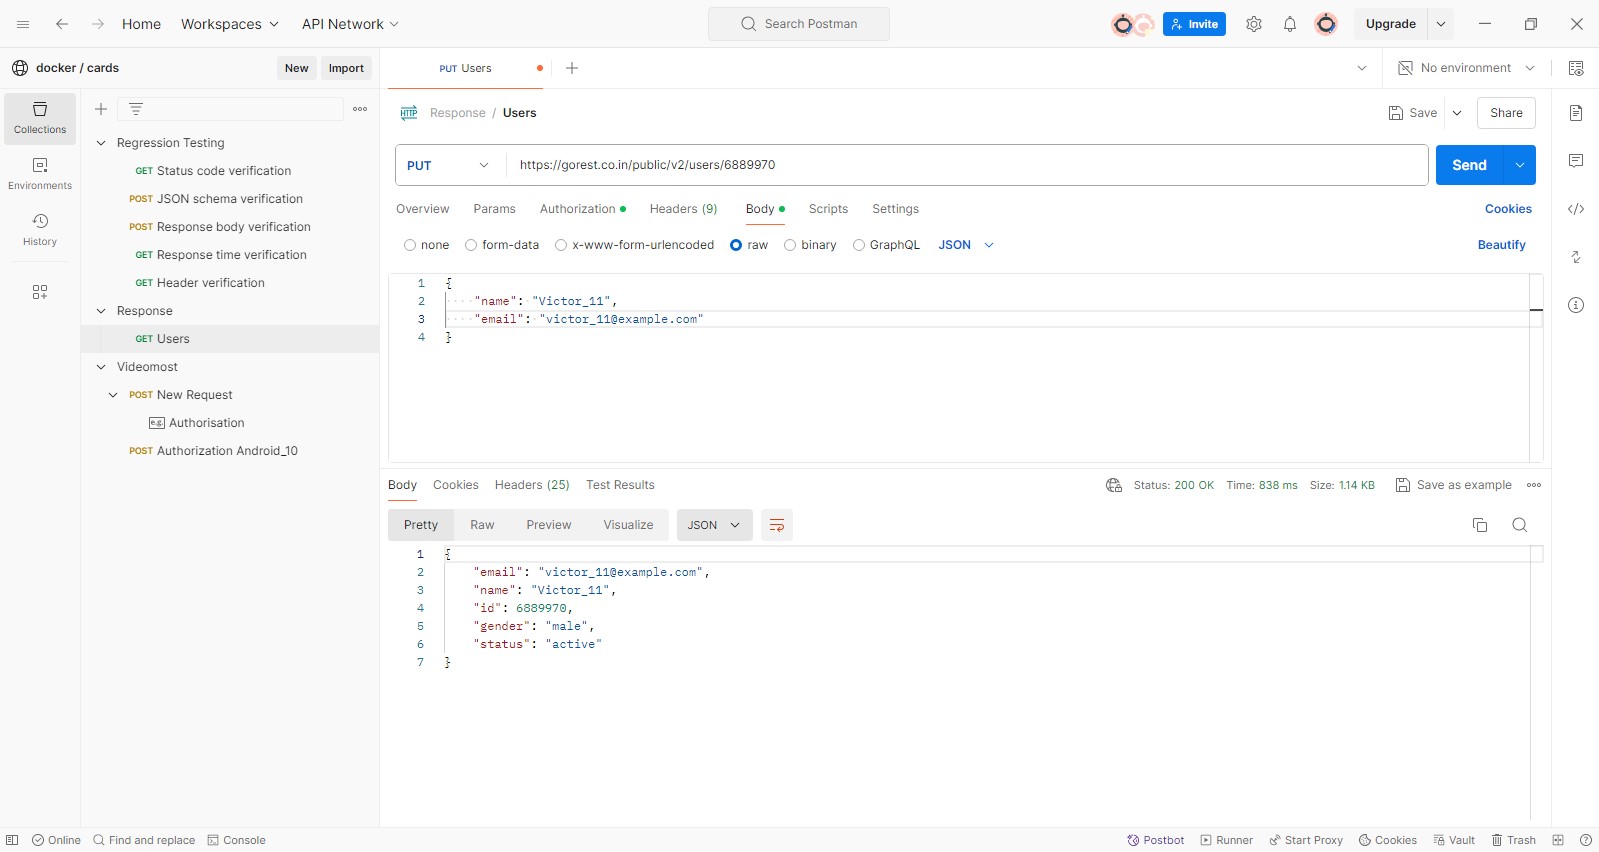 Home Workspaces API Network Search Postman Invite Upgrade
docker / cards New Import PUT Users No environment
Collections
Environments
History
Regression Testing
GET Status code verification
POST JSON schema verification
POST Response body verification
GET Response time verification
GET Header verification
Response
GET Users
Videomost
POST New Request
e.g. Authorisation
POST Authorization Android_10
HTTP Response / Users Save Share
PUT https://gorest.co.in/public/v2/users/6889970 Send
Overview Params Authorization Headers (9) Body Scripts Settings Cookies
none form-data x-www-form-urlencoded raw binary GraphQL JSON Beautify
1 {
2 "name": "Victor_11",
3 "email": "victor_11@example.com"
4 }
Body Cookies Headers (25) Test Results Status: 200 OK Time: 838 ms Size: 1.14 KB Save as example
Pretty Raw Preview Visualize JSON
1 {
2 "email": "victor_11@example.com",
3 "name": "Victor_11",
4 "id": 6889970,
5 "gender": "male",
6 "status": "active"
7 }
Online Find and replace Console Postbot Runner Start Proxy Cookies Vault Trash